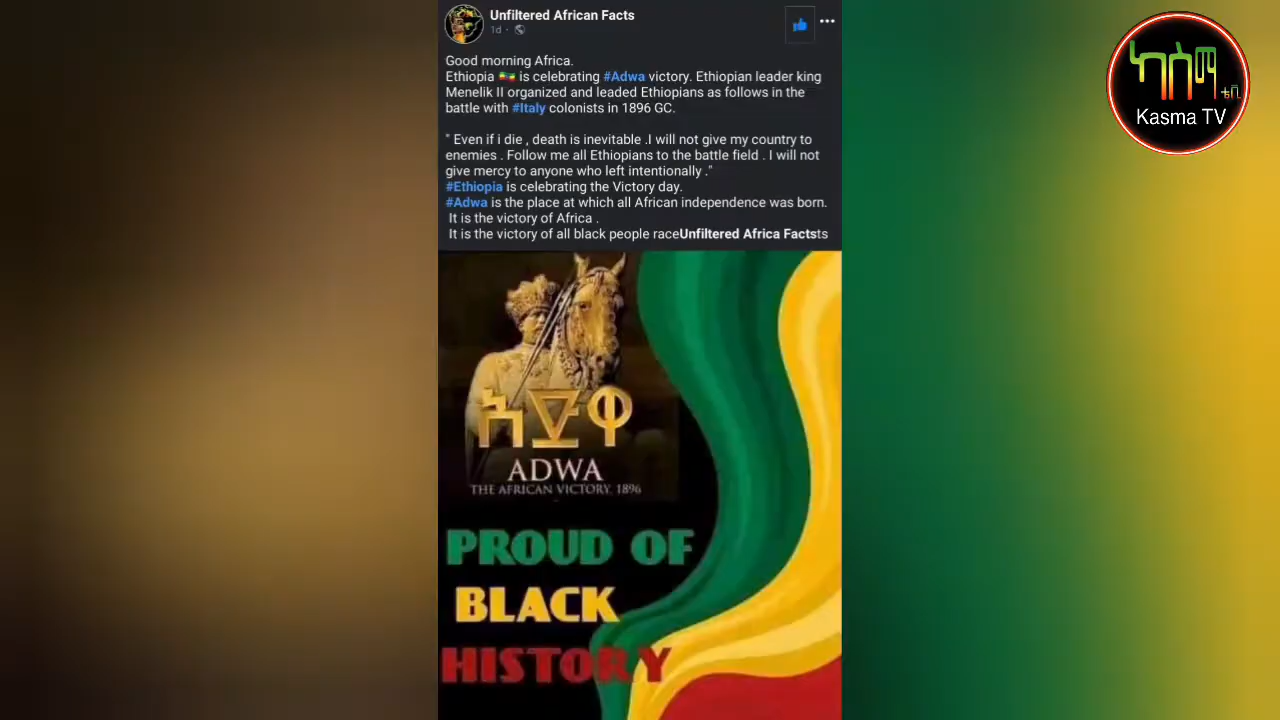 Unfiltered African Facts
1d ·
Good morning Africa.
Ethiopia 🇪🇹 is celebrating #Adwa victory. Ethiopian leader king
Menelik II organized and leaded Ethiopians as follows in the
battle with #Italy colonists in 1896 GC.
" Even if i die , death is inevitable .I will not give my country to
enemies . Follow me all Ethiopians to the battle field . I will not
give mercy to anyone who left intentionally ."
#Ethiopia is celebrating the Victory day.
#Adwa is the place at which all African independence was born.
It is the victory of Africa .
It is the victory of all black people raceUnfiltered Africa Factsts
አድዋ
ADWA
THE AFRICAN VICTORY, 1896
PROUD OF
BLACK
HISTORY
ካስማ
ቲቪ
Kasma TV